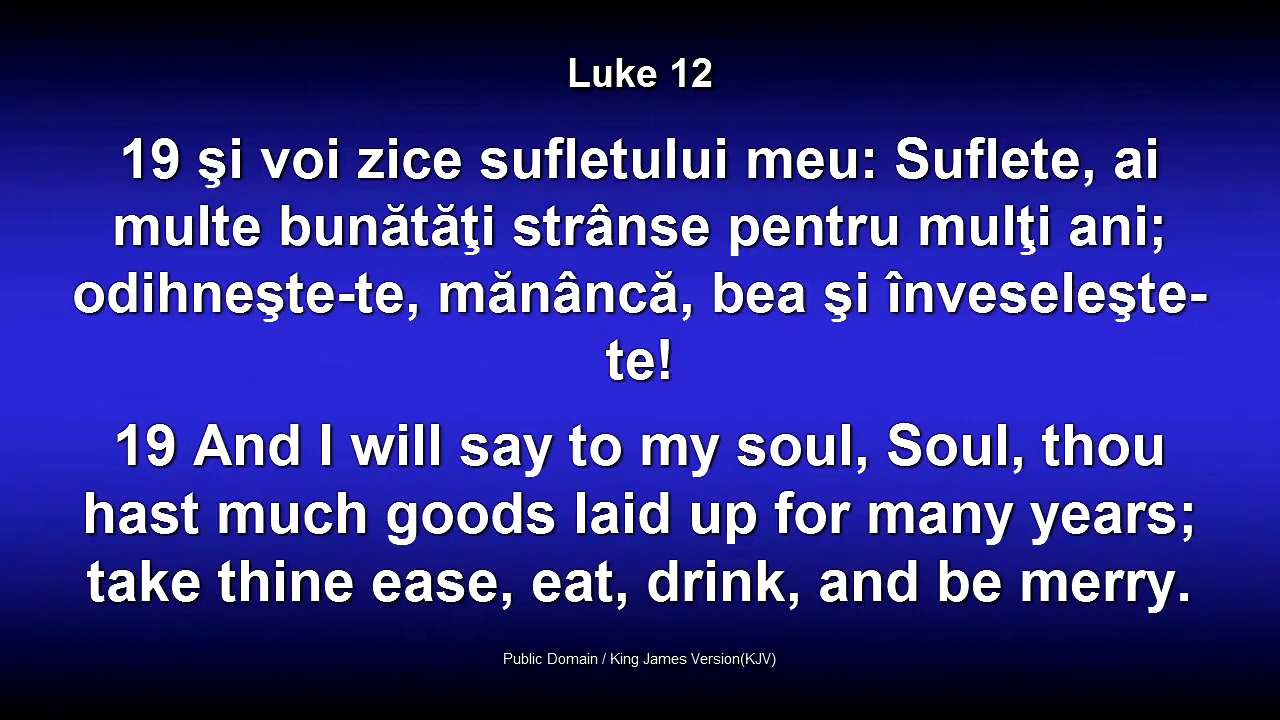 Luke 12
19 şi voi zice sufletului meu: Suflete, ai
multe bunătăţi strânse pentru mulţi ani;
odihneşte-te, mănâncă, bea şi înveseleşte-
te!
19 And I will say to my soul, Soul, thou
hast much goods laid up for many years;
take thine ease, eat, drink, and be merry.
Public Domain / King James Version(KJV)